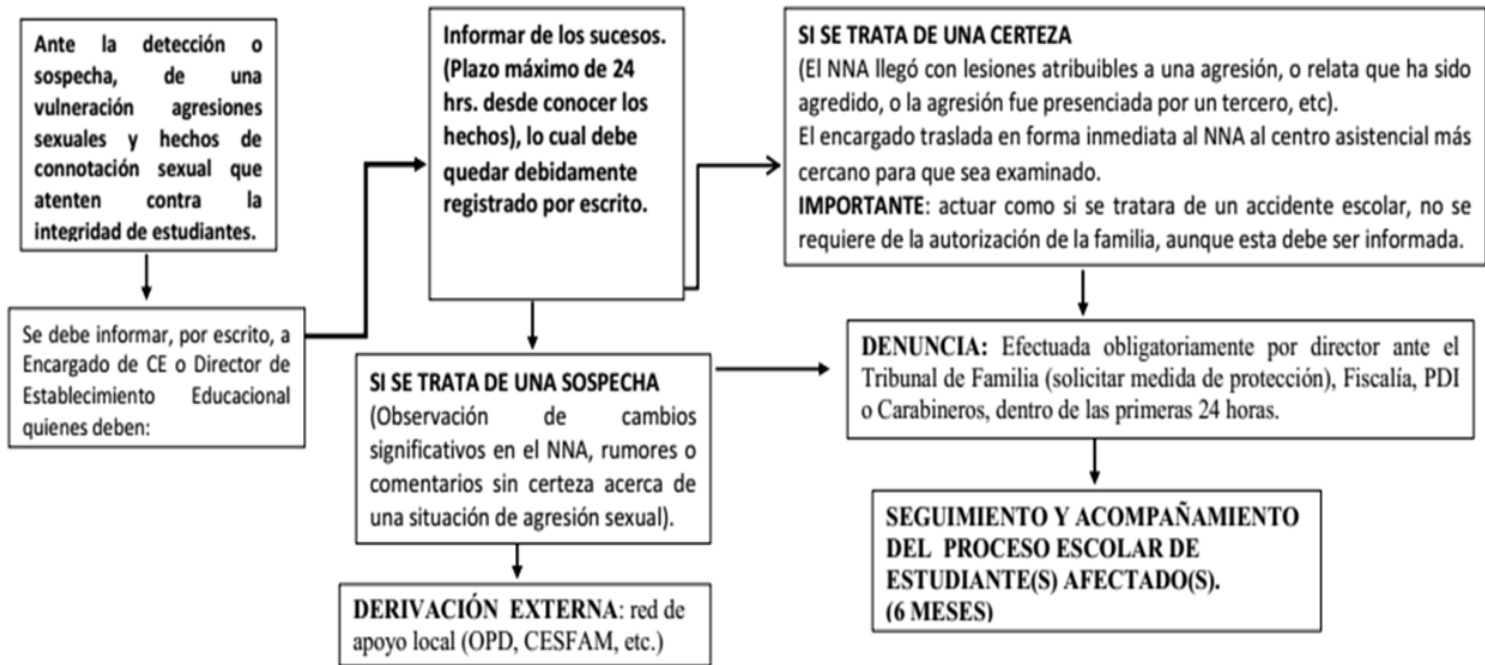 Ante la detección o
sospecha, de una
vulneración agresiones
sexuales y hechos de
connotación sexual que
atenten contra la
integridad de estudiantes.
Se debe informar, por escrito, a
Encargado de CE o Director de
Establecimiento Educacional
quienes deben:
Informar de los sucesos.
(Plazo máximo de 24
hrs. desde conocer los
hechos), lo cual debe
quedar debidamente
registrado por escrito.
SI SE TRATA DE UNA SOSPECHA
(Observación de cambios
significativos en el NNA, rumores o
comentarios sin certeza acerca de
una situación de agresión sexual).
DERIVACIÓN EXTERNA: red de
apoyo local (OPD, CESFAM, etc.)
SI SE TRATA DE UNA CERTEZA
(El NNA llegó con lesiones atribuibles a una agresión, o relata que ha sido
agredido, o la agresión fue presenciada por un tercero, etc).
El encargado traslada en forma inmediata al NNA al centro asistencial más
cercano para que sea examinado.
IMPORTANTE: actuar como si se tratara de un accidente escolar, no se
requiere de la autorización de la familia, aunque esta debe ser informada.
DENUNCIA: Efectuada obligatoriamente por director ante el
Tribunal de Familia (solicitar medida de protección), Fiscalía, PDI
o Carabineros, dentro de las primeras 24 horas.
SEGUIMIENTO Y ACOMPAÑAMIENTO
DEL PROCESO ESCOLAR DE
ESTUDIANTE(S) AFECTADO(S).
(6 MESES)